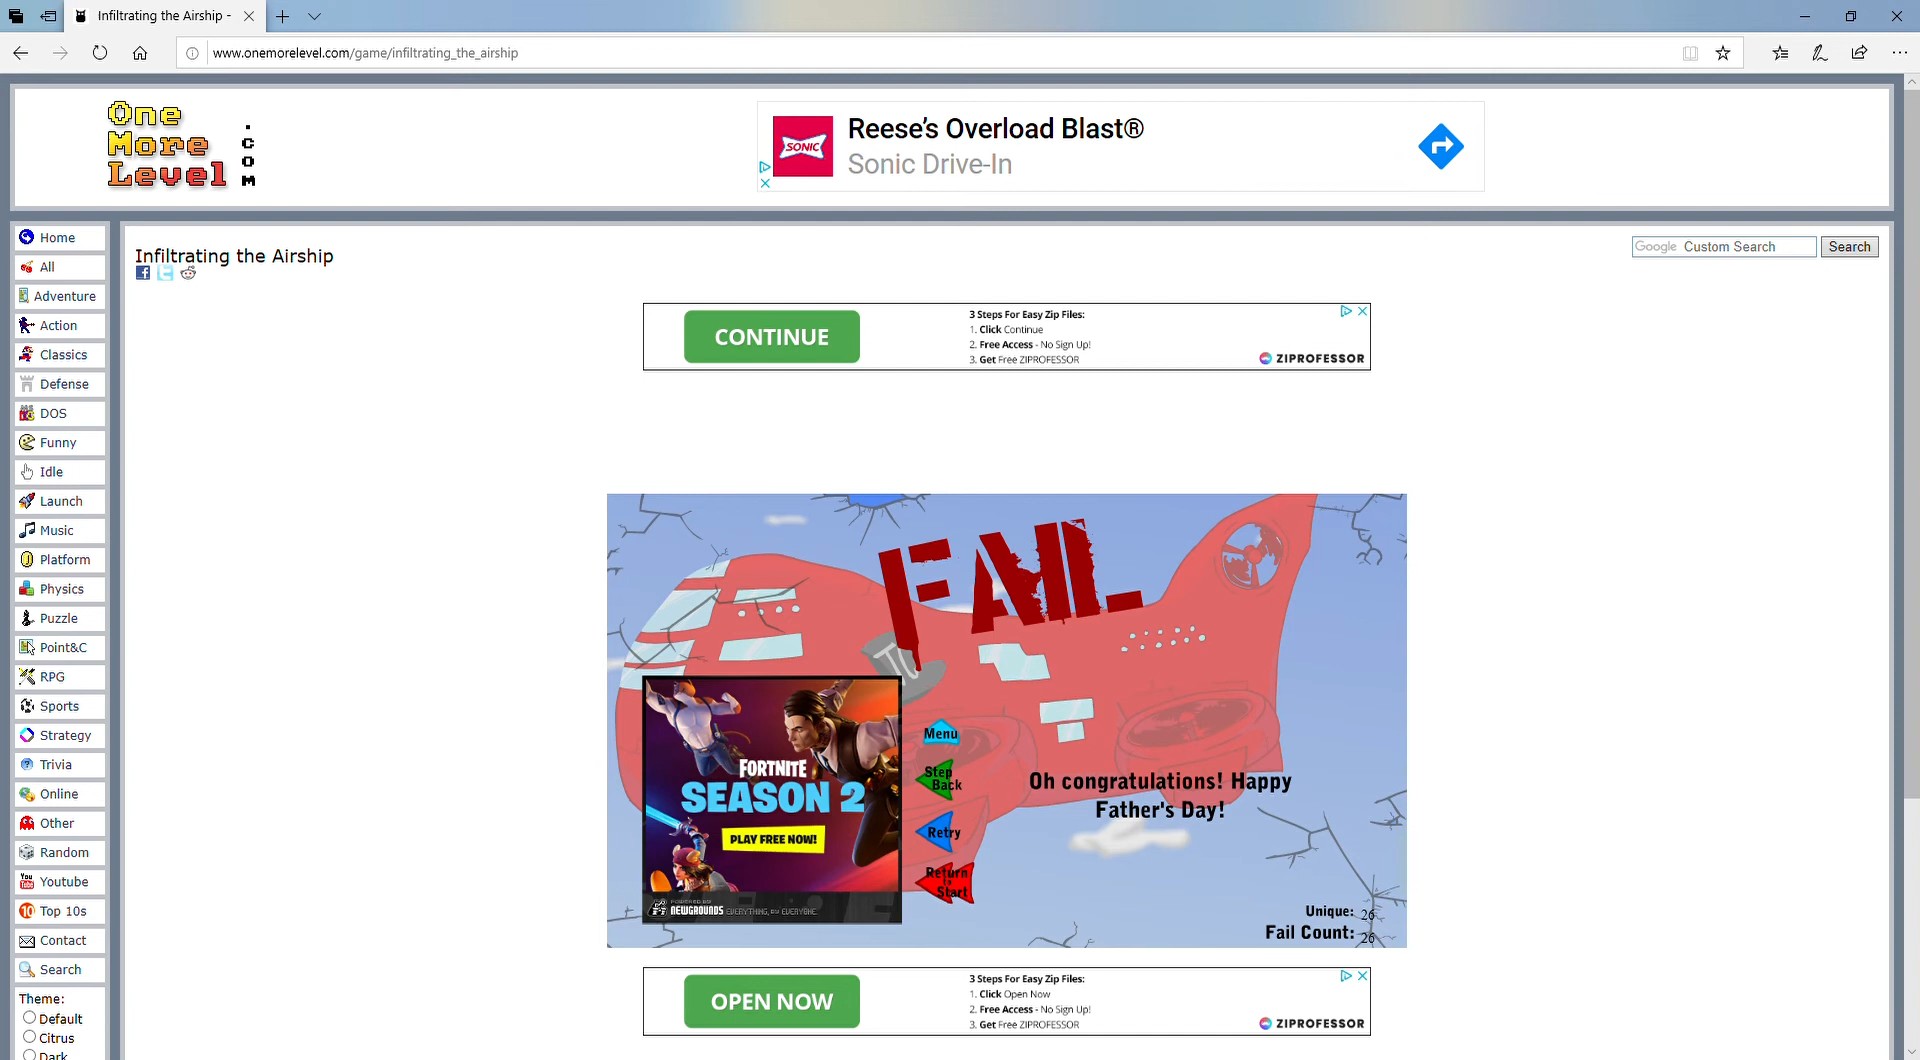 Infiltrating the Airship -
www.onemorelevel.com/game/infiltrating_the_airship
One
More
Level
.com
SONIC
Reese's Overload Blast®
Sonic Drive-In
Home
All
Adventure
Action
Classics
Defense
DOS
Funny
Idle
Launch
Music
Platform
Physics
Puzzle
Point&C
RPG
Sports
Strategy
Trivia
Online
Other
Random
Youtube
Top 10s
Contact
Search
Theme:
Default
Citrus
Dark
Infiltrating the Airship
Google Custom Search
Search
CONTINUE
3 Steps For Easy Zip Files:
1. Click Continue
2. Free Access - No Sign Up!
3. Get Free ZIPROFESSOR
ZIPROFESSOR
FAIL
FORTNITE
SEASON 2
PLAY FREE NOW!
POWERED BY
NEWGROUNDS EVERYTHING, BY EVERYONE.
Menu
Step
Back
Retry
Return
to
Start
Oh congratulations! Happy
Father's Day!
Unique: 26
Fail Count: 26
OPEN NOW
3 Steps For Easy Zip Files:
1. Click Open Now
2. Free Access - No Sign Up!
3. Get Free ZIPROFESSOR
ZIPROFESSOR